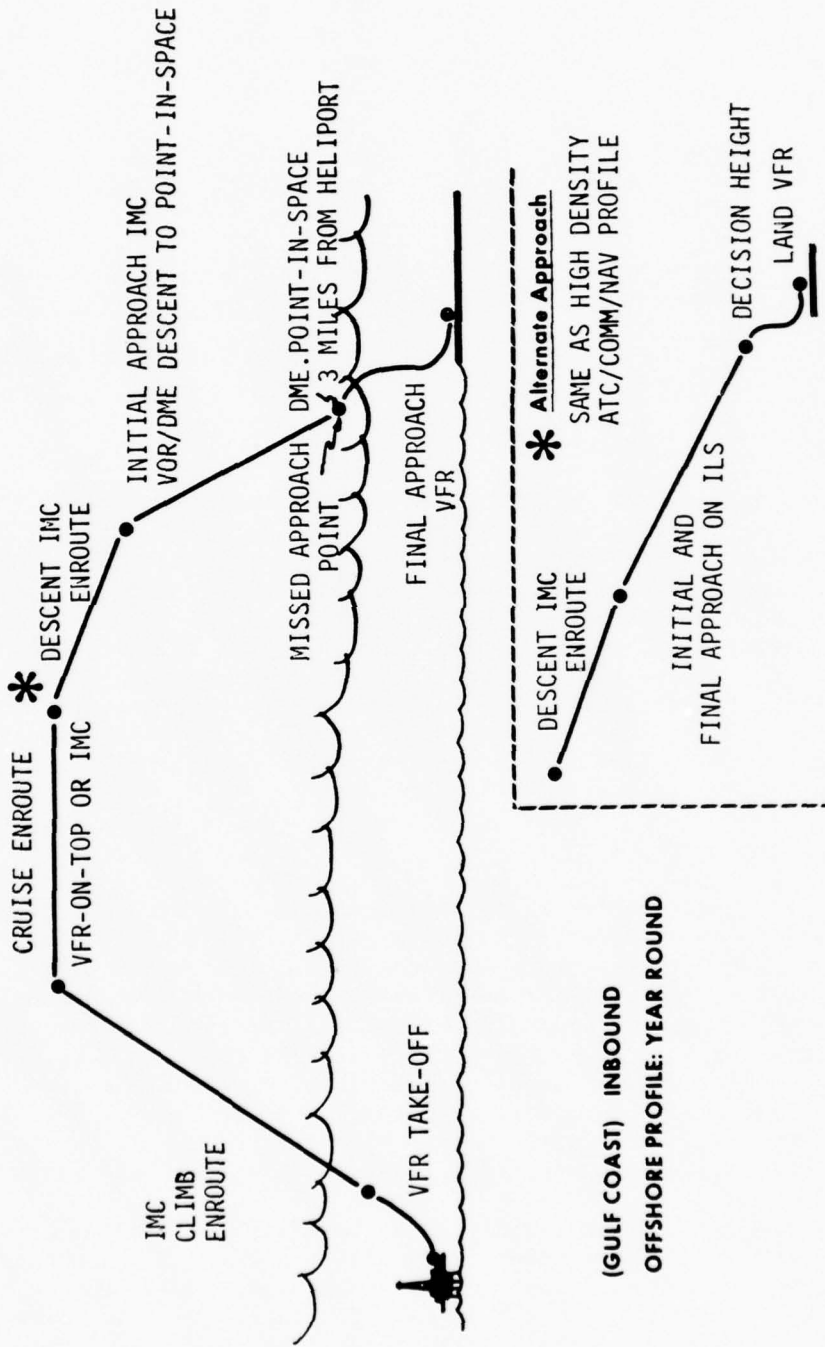 CRUISE ENROUTE
VFR-ON-TOP OR IMC
DESCENT IMC
ENROUTE
INITIAL APPROACH IMC
VOR/DME DESCENT TO POINT-IN-SPACE
IMC
CLIMB
ENROUTE
MISSED APPROACH
POINT
DME.POINT-IN-SPACE
3 MILES FROM HELIPORT
VFR TAKE-OFF
FINAL APPROACH
VFR
(GULF COAST) INBOUND
OFFSHORE PROFILE: YEAR ROUND
* Alternate Approach
SAME AS HIGH DENSITY
ATC/COMM/NAV PROFILE
DESCENT IMC
ENROUTE
INITIAL AND
FINAL APPROACH ON ILS
DECISION HEIGHT
LAND VFR